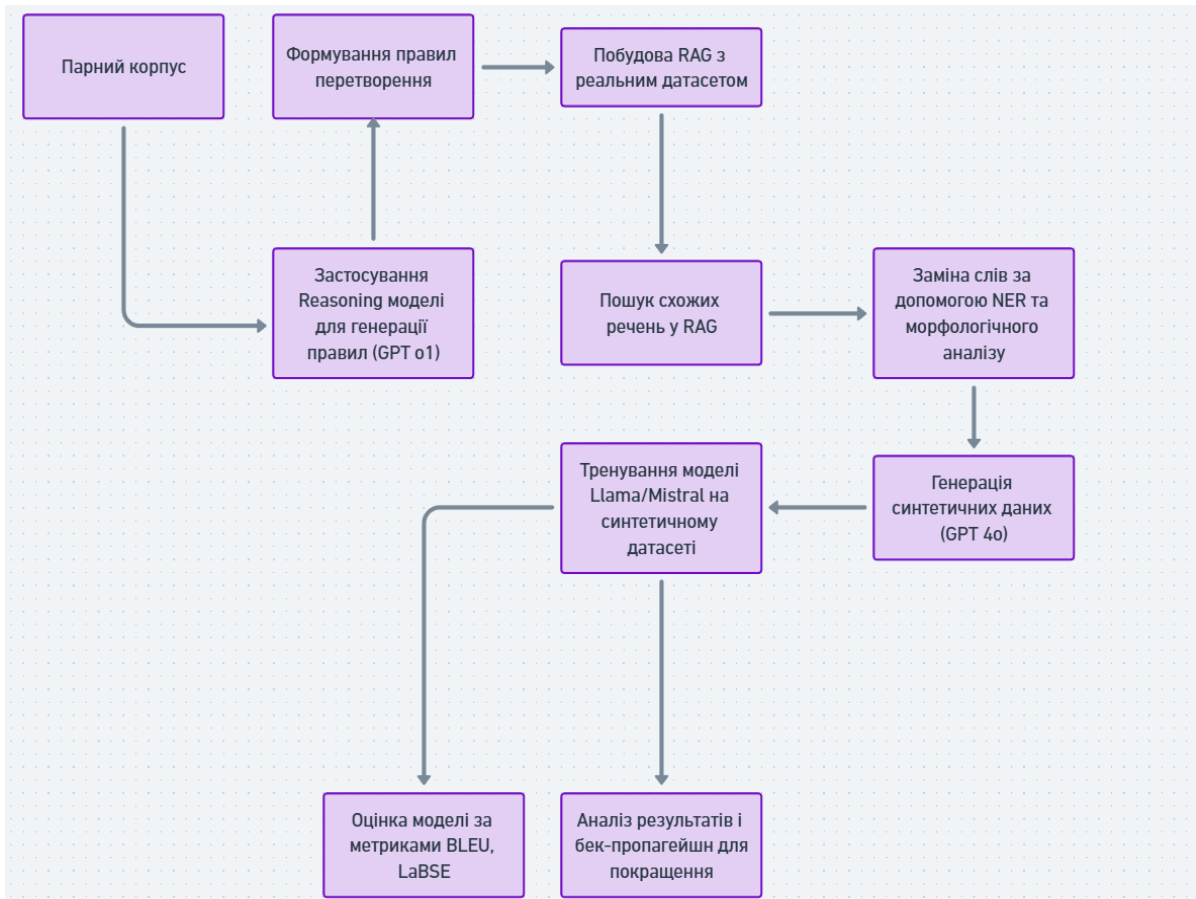 Парний корпус
Формування правил
перетворення
Побудова RAG з
реальним датасетом
Застосування
Reasoning моделі
для генерації
правил (GPT o1)
Пошук схожих
речень у RAG
Заміна слів за
допомогою NER та
морфологічного
аналізу
Тренування моделі
Llama/Mistral на
синтетичному
датасеті
Генерація
синтетичних даних
(GPT 4o)
Оцінка моделі за
метриками BLEU,
LaBSE
Аналіз результатів і
бек-пропагейшн для
покращення